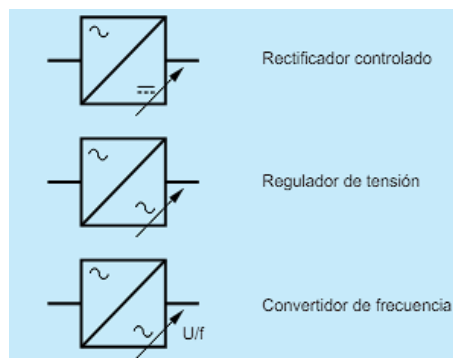 Rectificador controlado
Regulador de tensión
U/f
Convertidor de frecuencia